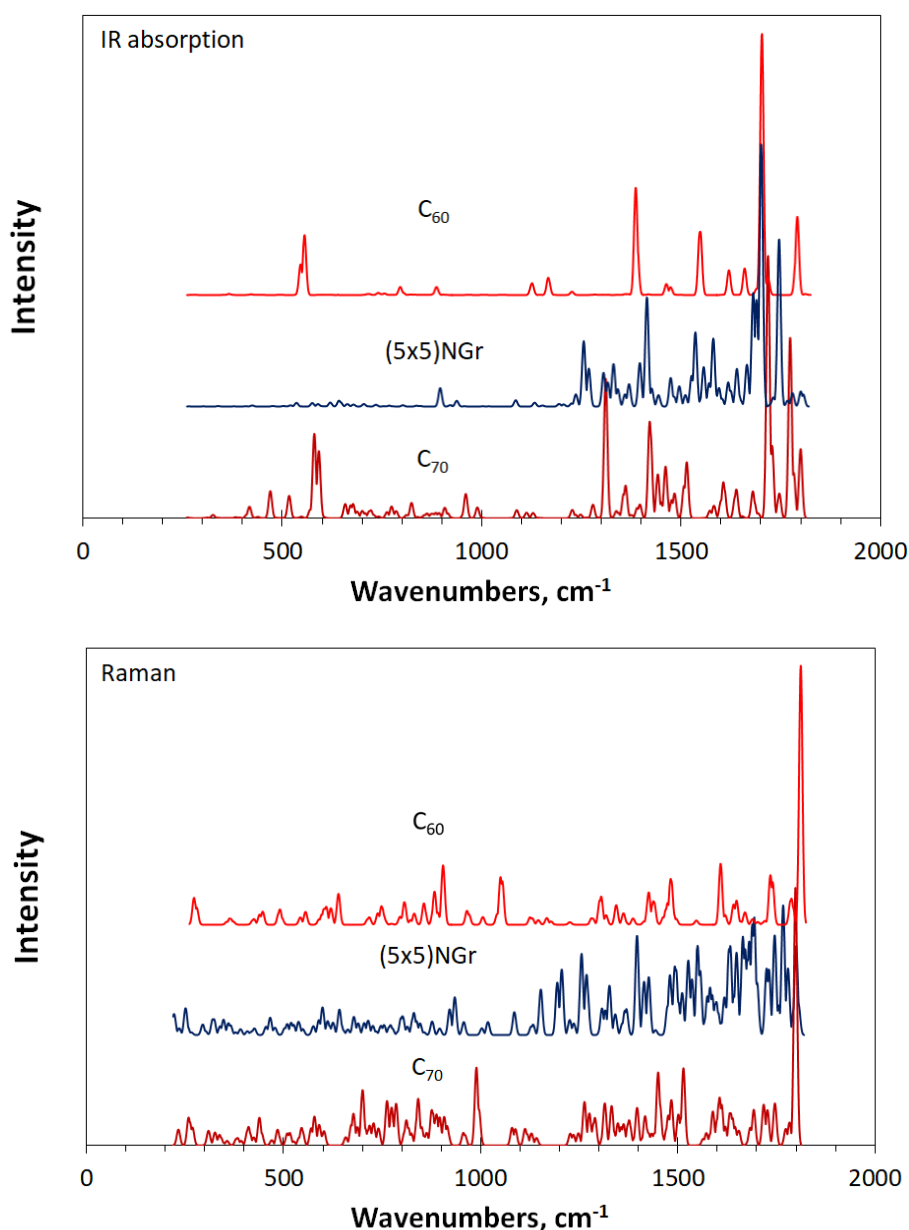 IR absorption
Intensity
C₆₀
(5x5)NGr
C₇₀
0 500 1000 1500 2000
Wavenumbers, cm⁻¹
Raman
Intensity
C₆₀
(5x5)NGr
C₇₀
0 500 1000 1500 2000
Wavenumbers, cm⁻¹